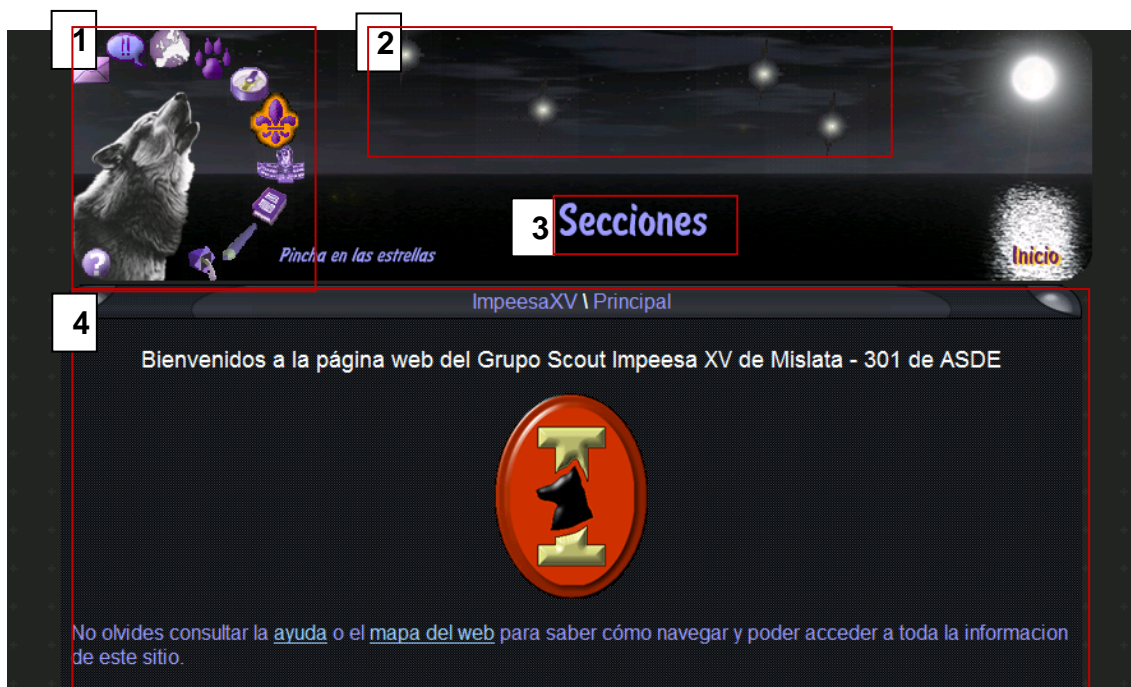 1
!!
2
3
Secciones
?
Pincha en las estrellas
Inicio
4
ImpeesaXV \ Principal
Bienvenidos a la página web del Grupo Scout Impeesa XV de Mislata - 301 de ASDE
I
No olvides consultar la ayuda o el mapa del web para saber cómo navegar y poder acceder a toda la informacion
de este sitio.